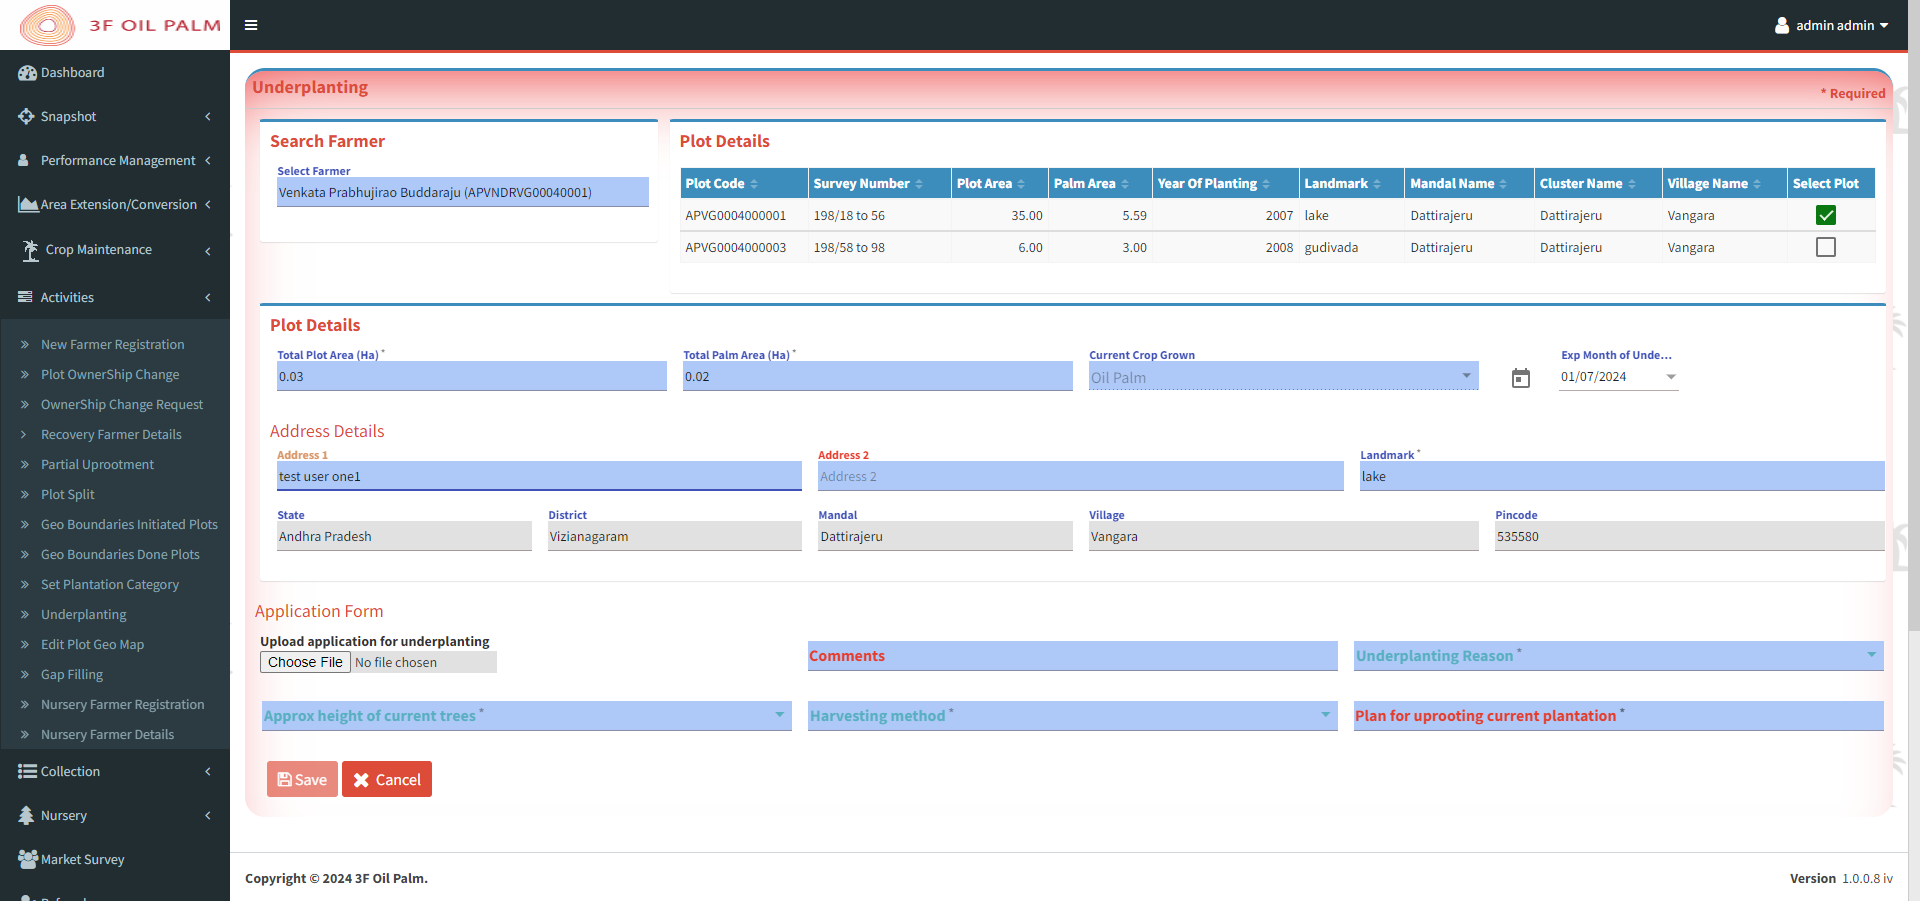 3F OIL PALM
admin admin
Dashboard
Snapshot
Performance Management
Area Extension/Conversion
Crop Maintenance
Activities
New Farmer Registration
Plot OwnerShip Change
OwnerShip Change Request
Recovery Farmer Details
Partial Uprootment
Plot Split
Geo Boundaries Initiated Plots
Geo Boundaries Done Plots
Set Plantation Category
Underplanting
Edit Plot Geo Map
Gap Filling
Nursery Farmer Registration
Nursery Farmer Details
Collection
Nursery
Market Survey
Underplanting
* Required
Search Farmer
Select Farmer
Venkata Prabhujirao Buddaraju (APVNDRVG00040001)
Plot Details
Plot Code Survey Number Plot Area Palm Area Year Of Planting Landmark Mandal Name Cluster Name Village Name Select Plot
APVG0004000001 198/18 to 56 35.00 5.59 2007 lake Dattirajeru Dattirajeru Vangara
APVG0004000003 198/58 to 98 6.00 3.00 2008 gudivada Dattirajeru Dattirajeru Vangara
Plot Details
Total Plot Area (Ha) * Total Palm Area (Ha) * Current Crop Grown Exp Month of Unde...
0.03 0.02 Oil Palm 01/07/2024
Address Details
Address 1 Address 2 Landmark *
test user one1 Address 2 lake
State District Mandal Village Pincode
Andhra Pradesh Vizianagaram Dattirajeru Vangara 535580
Application Form
Upload application for underplanting
Choose File No file chosen
Comments
Underplanting Reason *
Approx height of current trees * Harvesting method * Plan for uprooting current plantation *
Save Cancel
Copyright © 2024 3F Oil Palm.
Version 1.0.0.8 iv